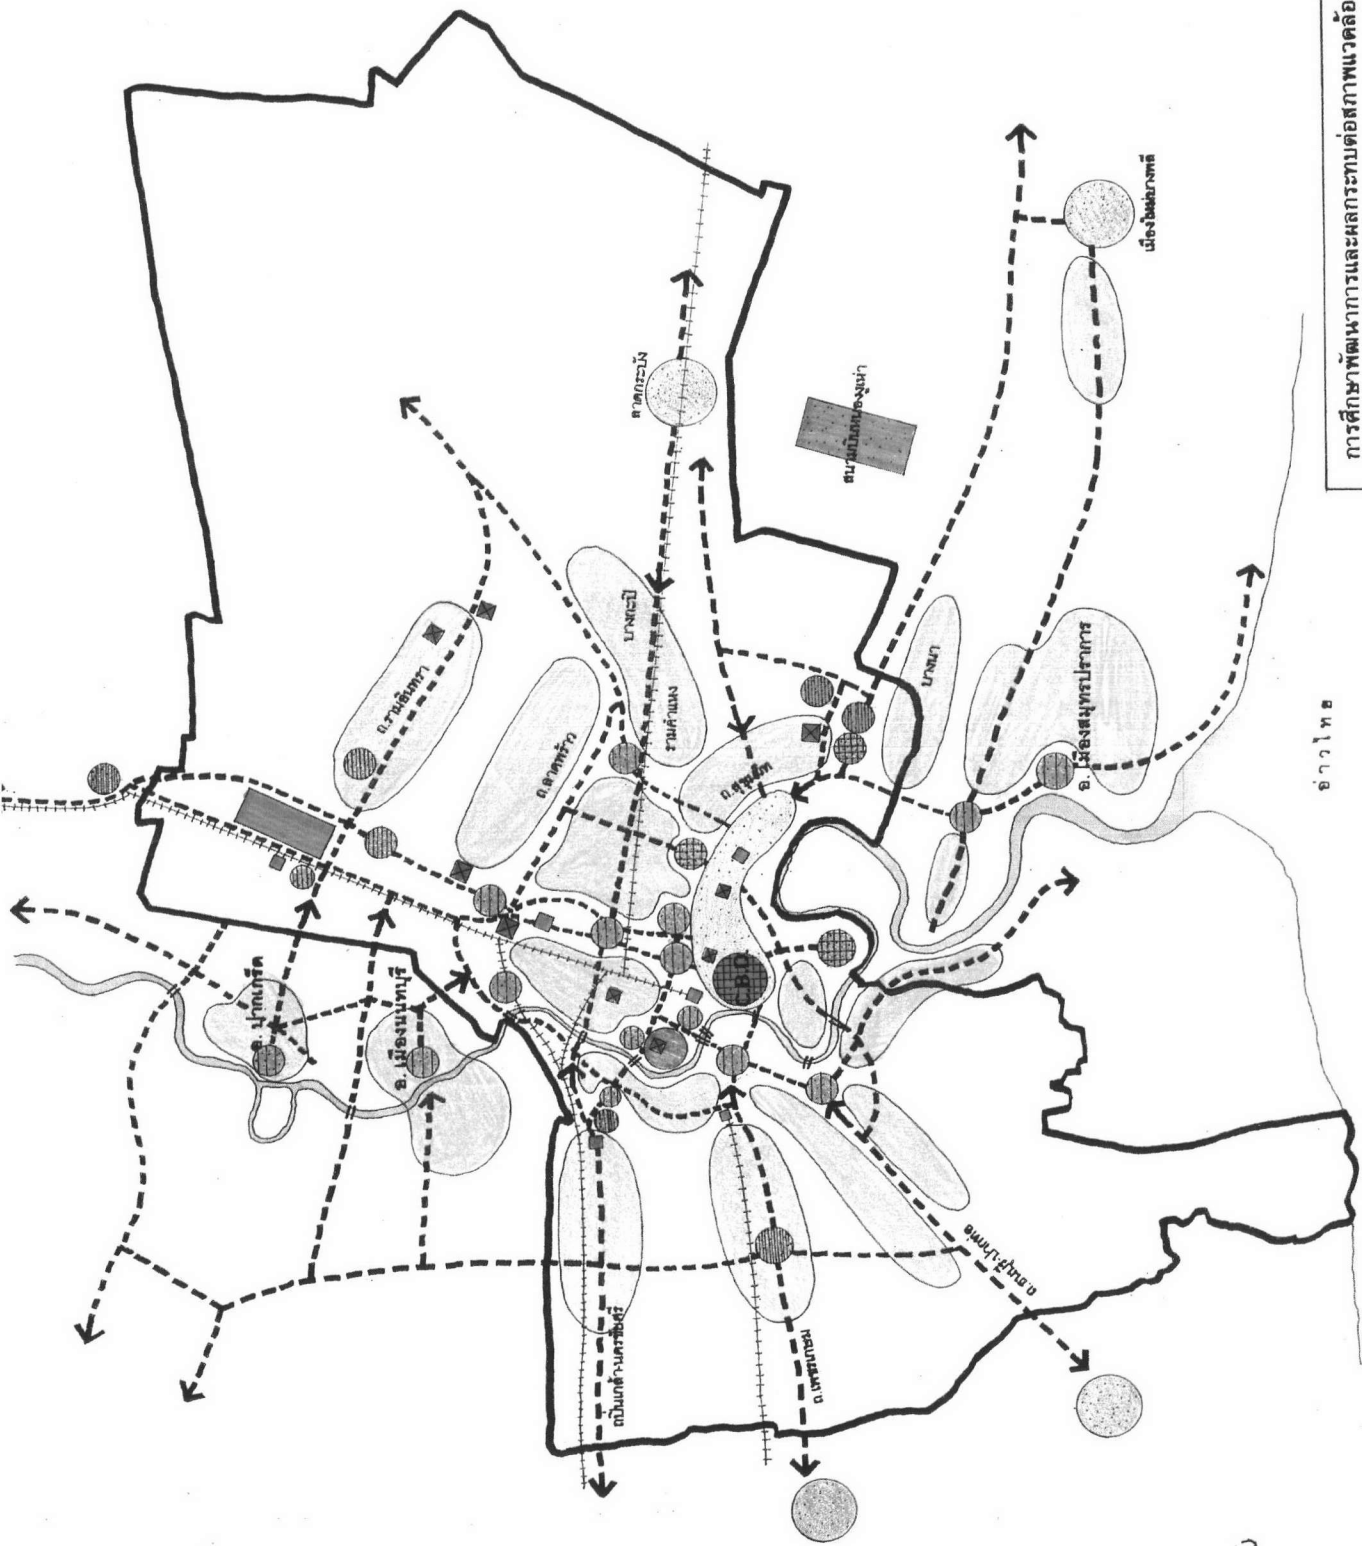 การศึกษาพัฒนาการและผลกระทบต่อสภาพแวดล้อ
เมืองใหม่บางพลี
ลาดกระบัง
สนามบินหนองงูเห่า
บางกะปิ
รามคำแหง
ถ.รามอินทรา
ถ.ลาดพร้าว
ถ.สุขุมวิท
บางนา
อ.เมืองสมุทรปราการ
อ่าวไทย
C.B.D.
อ. ปากเกร็ด
อ. เมืองนนทบุรี
ถ.ปิ่นเกล้า-นครชัยศรี
ถ.เพชรเกษม
ถ.ธนบุรี-ปากท่อ